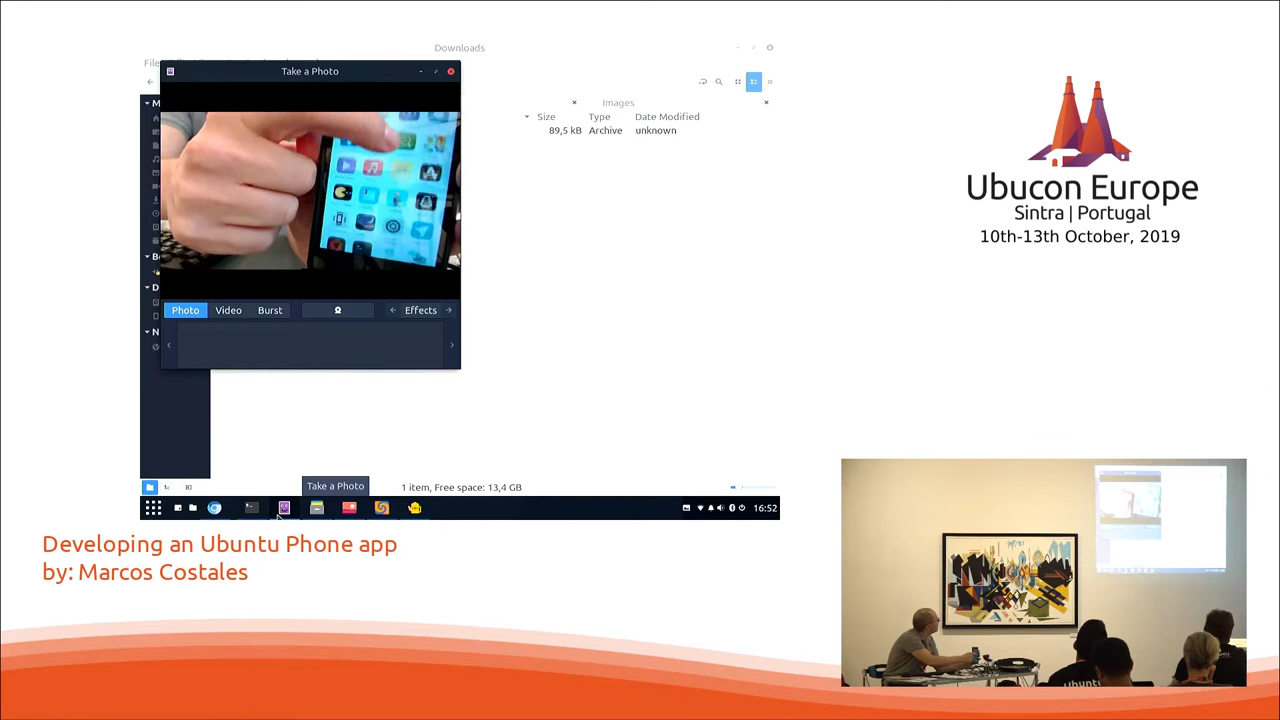 Downloads
Take a Photo
Images
Size Type Date Modified
89,5 kB Archive unknown
Photo Video Burst
Effects
Take a Photo
1 item, Free space: 13,4 GB
16:52
Ubucon Europe
Sintra | Portugal
10th-13th October, 2019
Developing an Ubuntu Phone app
by: Marcos Costales